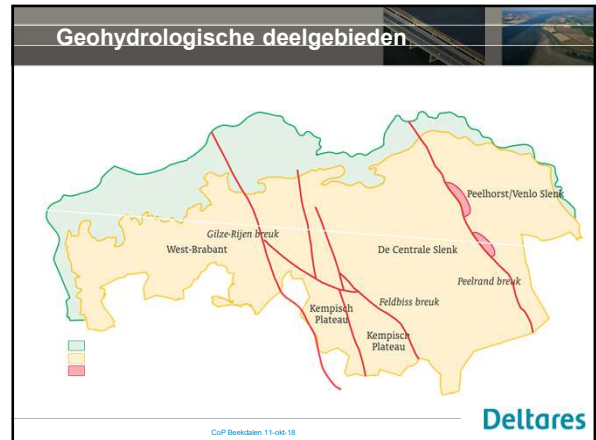 Geohydrologische deelgebieden
Peelhorst/Venlo Slenk
Gilze-Rijen breuk
West-Brabant
De Centrale Slenk
Peelrand breuk
Feldbiss breuk
Kempisch
Plateau
Kempisch
Plateau
CoP Beekdalen 11-okt-18
Deltares